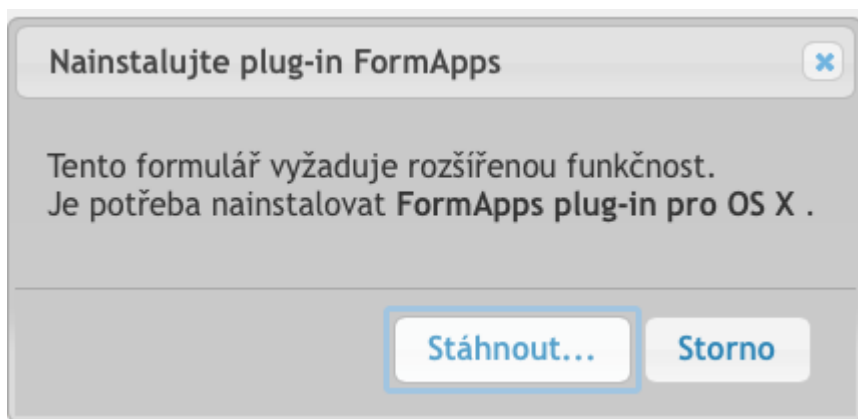 Nainstalujte plug-in FormApps
Tento formulář vyžaduje rozšířenou funkčnost.
Je potřeba nainstalovat FormApps plug-in pro OS X .
Stáhnout...
Storno